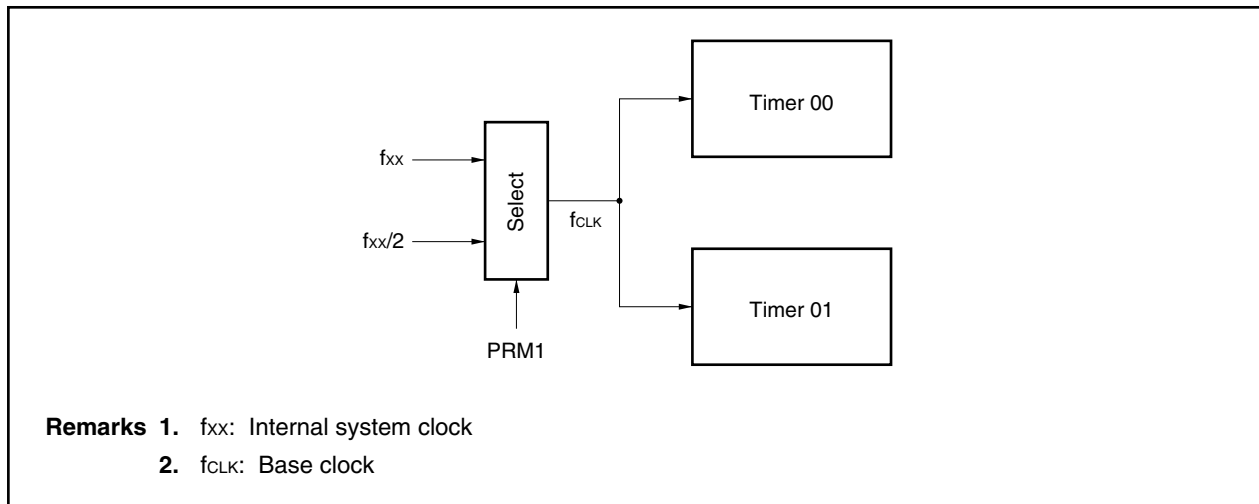 Timer 00
fxx
Select
fCLK
fxx/2
Timer 01
PRM1
Remarks 1. fxx: Internal system clock
2. fCLK: Base clock